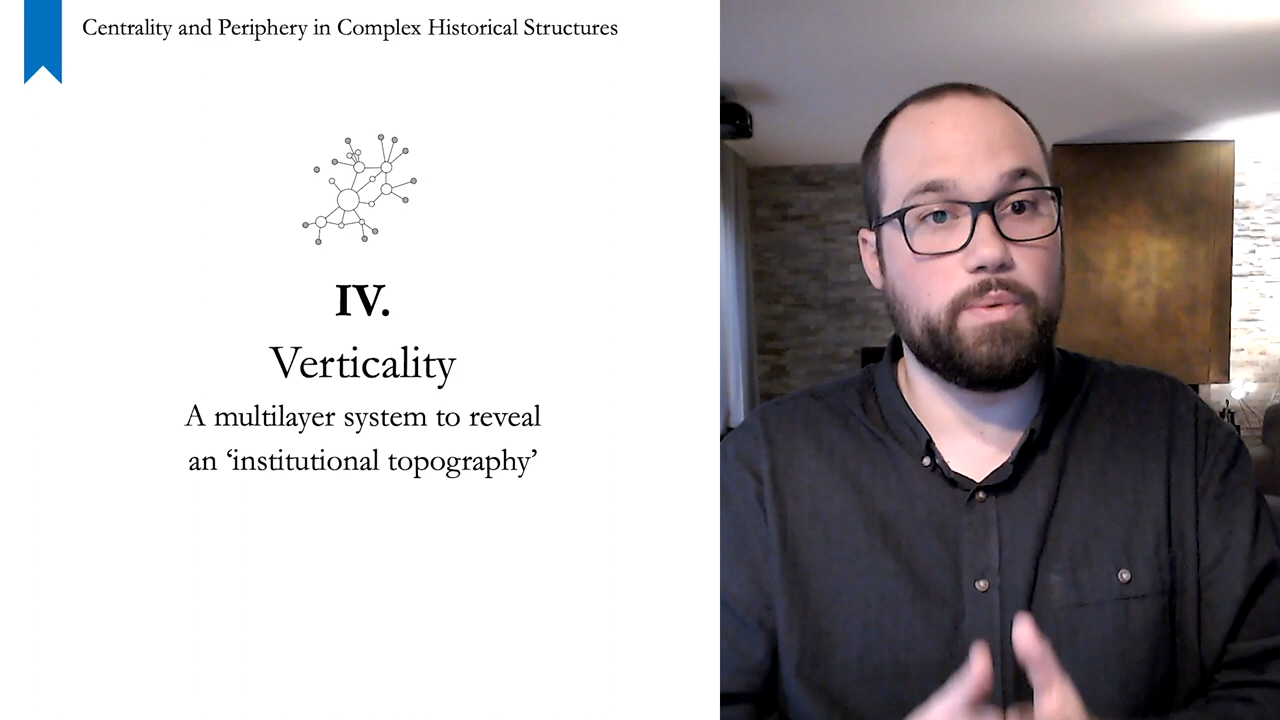 Centrality and Periphery in Complex Historical Structures
IV.
Verticality
A multilayer system to reveal
an ‘institutional topography’